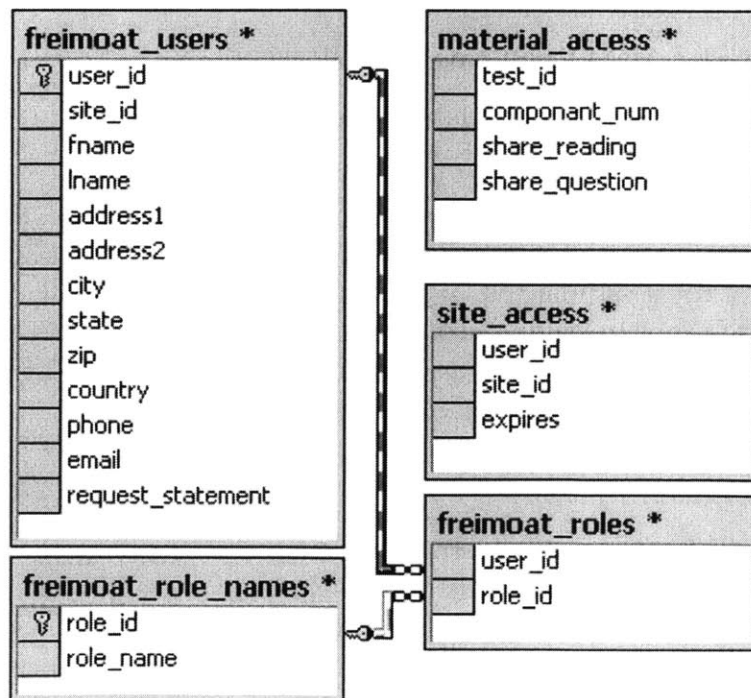 freimoat_users *
user_id
site_id
fname
lname
address1
address2
city
state
zip
country
phone
email
request_statement
material_access *
test_id
componant_num
share_reading
share_question
site_access *
user_id
site_id
expires
freimoat_roles *
user_id
role_id
freimoat_role_names *
role_id
role_name